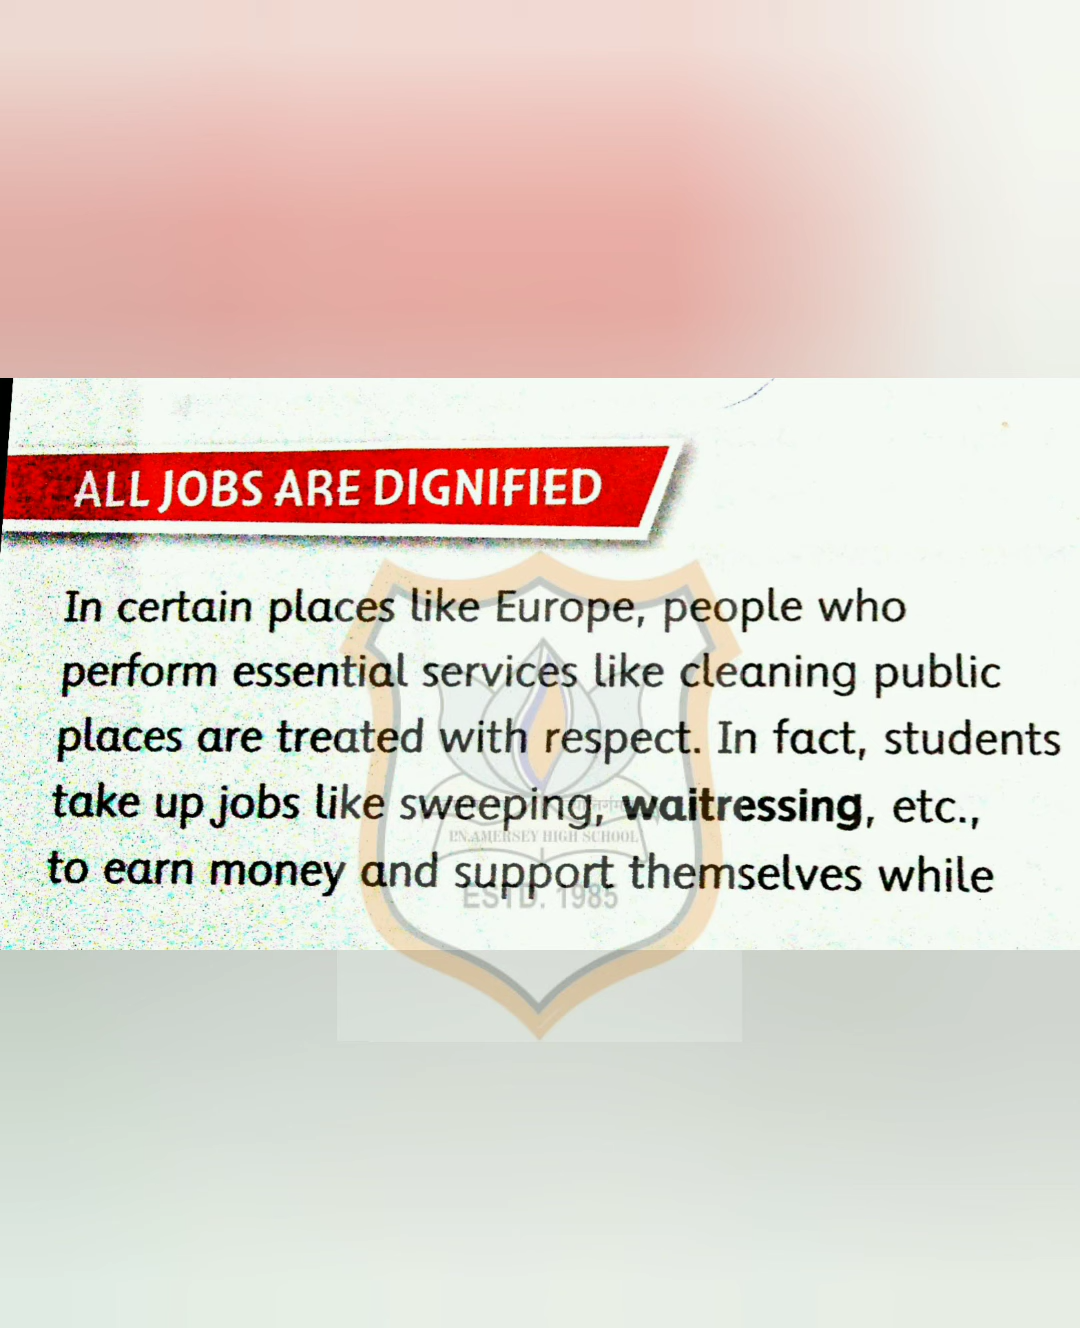 ALL JOBS ARE DIGNIFIED
In certain places like Europe, people who
perform essential services like cleaning public
places are treated with respect. In fact, students
take up jobs like sweeping, waitressing, etc.,
P.N.AMERSEY HIGH SCHOOL
to earn money and support themselves while
ESTD. 1985